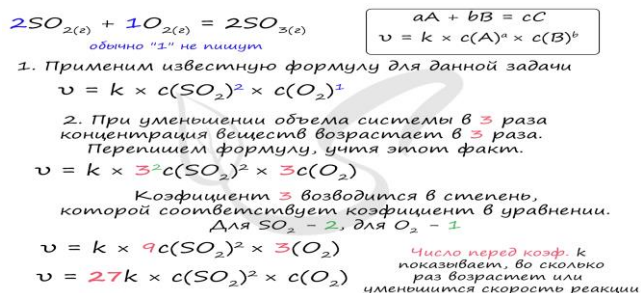 2SO₂₍г₎ + 1O₂₍г₎ = 2SO₃₍г₎
обычно "1" не пишут
aA + bB = cC
υ = k × c(A)ᵃ × c(B)ᵇ
1. Применим известную формулу для данной задачи
υ = k × c(SO₂)² × c(O₂)¹
2. При уменьшении объема системы в 3 раза
концентрация веществ возрастает в 3 раза.
Перепишем формулу, учтя этот факт.
υ = k × 3²c(SO₂)² × 3c(O₂)
Коэфициент 3 возводится в степень,
которой соответствует коэфициент в уравнении.
Для SO₂ – 2, для O₂ – 1
υ = k × 9c(SO₂)² × 3(O₂)
υ = 27k × c(SO₂)² × c(O₂)
Число перед коэф. k
показывает, во сколько
раз возрастет или
уменьшится скорость реакции